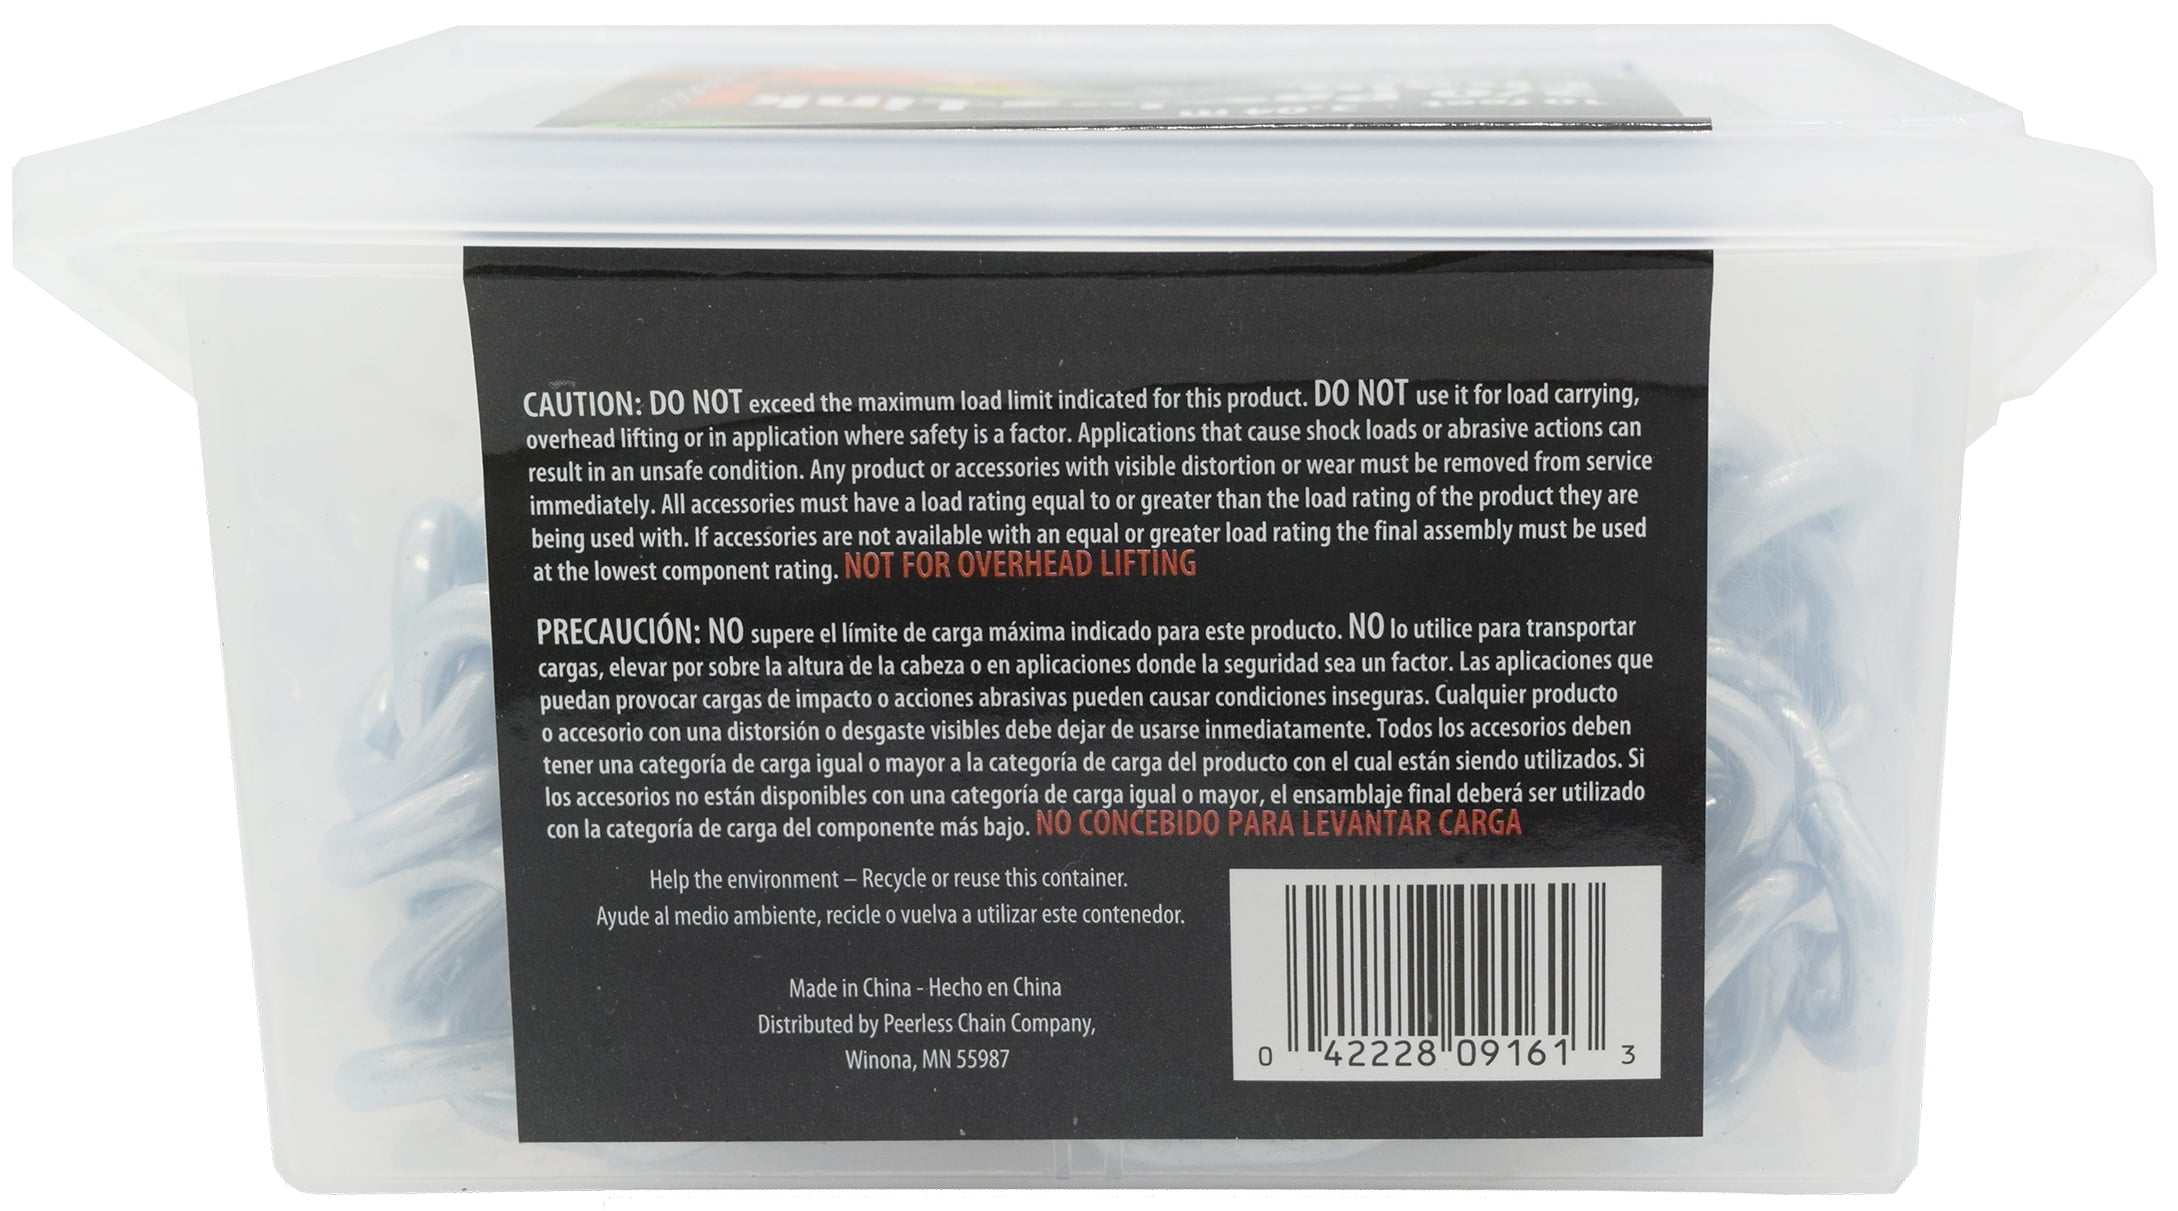 10 Feet 3.04 m
CAUTION: DO NOT exceed the maximum load limit indicated for this product. DO NOT use it for load carrying,
overhead lifting or in application where safety is a factor. Applications that cause shock loads or abrasive actions can
result in an unsafe condition. Any product or accessories with visible distortion or wear must be removed from service
immediately. All accessories must have a load rating equal to or greater than the load rating of the product they are
being used with. If accessories are not available with an equal or greater load rating the final assembly must be used
at the lowest component rating. NOT FOR OVERHEAD LIFTING
PRECAUCIÓN: NO supere el límite de carga máxima indicado para este producto. NO lo utilice para transportar
cargas, elevar por sobre la altura de la cabeza o en aplicaciones donde la seguridad sea un factor. Las aplicaciones que
puedan provocar cargas de impacto o acciones abrasivas pueden causar condiciones inseguras. Cualquier producto
o accesorio con una distorsión o desgaste visibles debe dejar de usarse inmediatamente. Todos los accesorios deben
tener una categoría de carga igual o mayor a la categoría de carga del producto con el cual están siendo utilizados. Si
los accesorios no están disponibles con una categoría de carga igual o mayor, el ensamblaje final deberá ser utilizado
con la categoría de carga del componente más bajo. NO CONCEBIDO PARA LEVANTAR CARGA
Help the environment – Recycle or reuse this container.
Ayude al medio ambiente, recicle o vuelva a utilizar este contenedor.
Made in China - Hecho en China
Distributed by Peerless Chain Company,
Winona, MN 55987
0 42228 09161 3